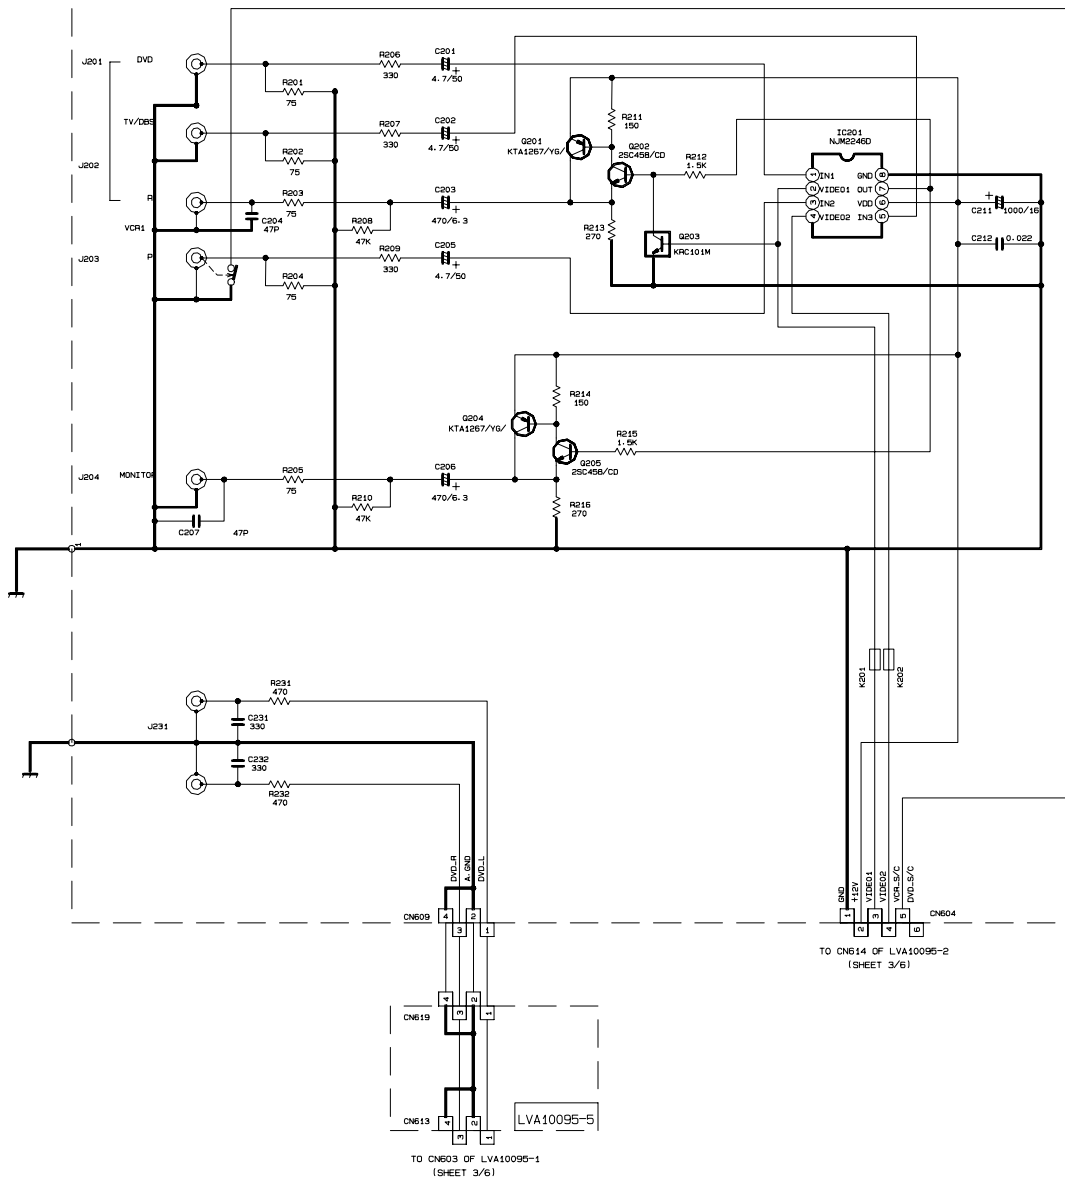 J201
DVD
R206
330
C201
4.7/50
+
R201
75
TV/DBS
R207
330
C202
4.7/50
+
R202
75
J202
R
R203
75
C203
470/6.3
+
C204
47P
VCR1
R208
47K
J203
P
R209
330
C205
4.7/50
+
R204
75
R211
150
Q201
KTA1267/YG/
Q202
2SC458/CD
R212
1.5K
R213
270
Q203
KRC101M
IC201
NJM2246D
1 IN1 GND 8
2 VIDEO1 OUT 7
3 IN2 VDD 6
4 VIDEO2 IN3 5
+
C211 1000/16
C212 0.022
R214
150
Q204
KTA1267/YG/
R215
1.5K
Q205
2SC458/CD
R216
270
J204
MONITOR
R205
75
C206
470/6.3
+
R210
47K
C207
47P
1
K201
K202
R231
470
C231
330
J231
C232
330
R232
470
DVD_R
A.GND
DVD_L
CN609
4 2
3 1
GND
+12V
VIDEO1
VIDEO2
VCR_S/C
DVD_S/C
1 3 5
2 4 6
CN604
TO CN614 OF LVA10095-2
(SHEET 3/6)
4 2
CN619
3 1
CN613
4 2
3 1
LVA10095-5
TO CN603 OF LVA10095-1
(SHEET 3/6)